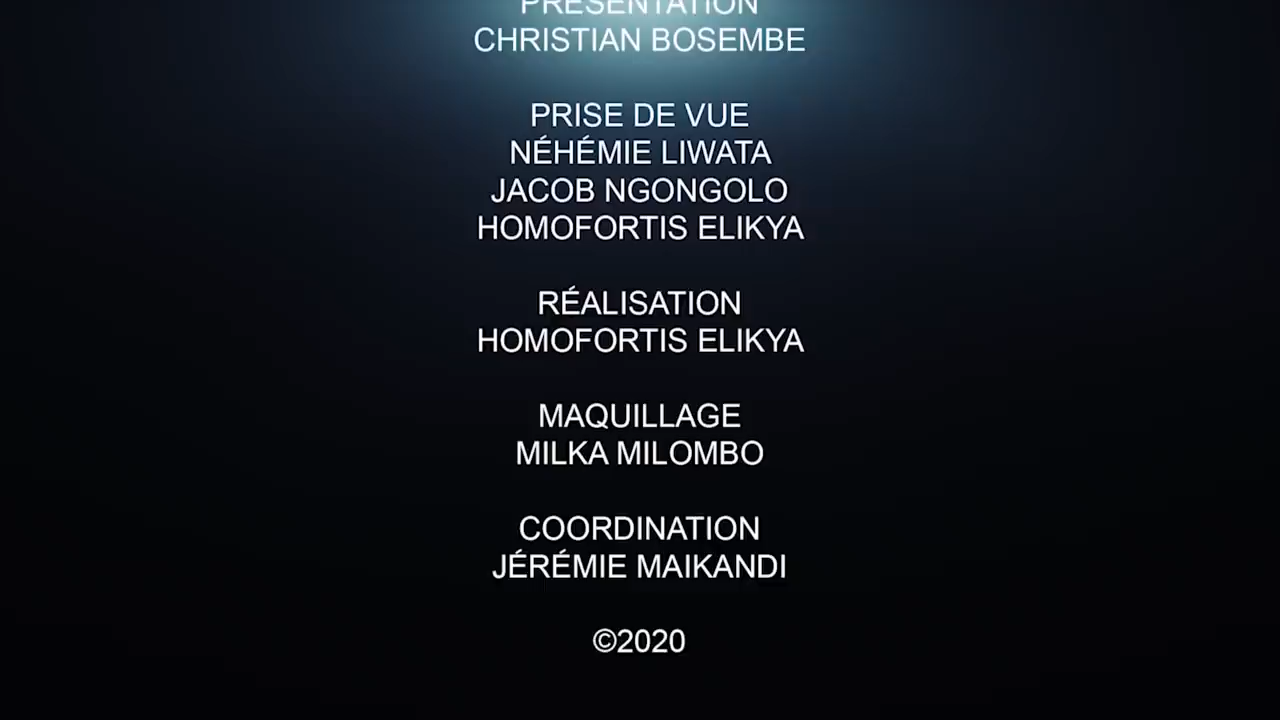 PRÉSENTATION
CHRISTIAN BOSEMBE
PRISE DE VUE
NÉHÉMIE LIWATA
JACOB NGONGOLO
HOMOFORTIS ELIKYA
RÉALISATION
HOMOFORTIS ELIKYA
MAQUILLAGE
MILKA MILOMBO
COORDINATION
JÉRÉMIE MAIKANDI
©2020